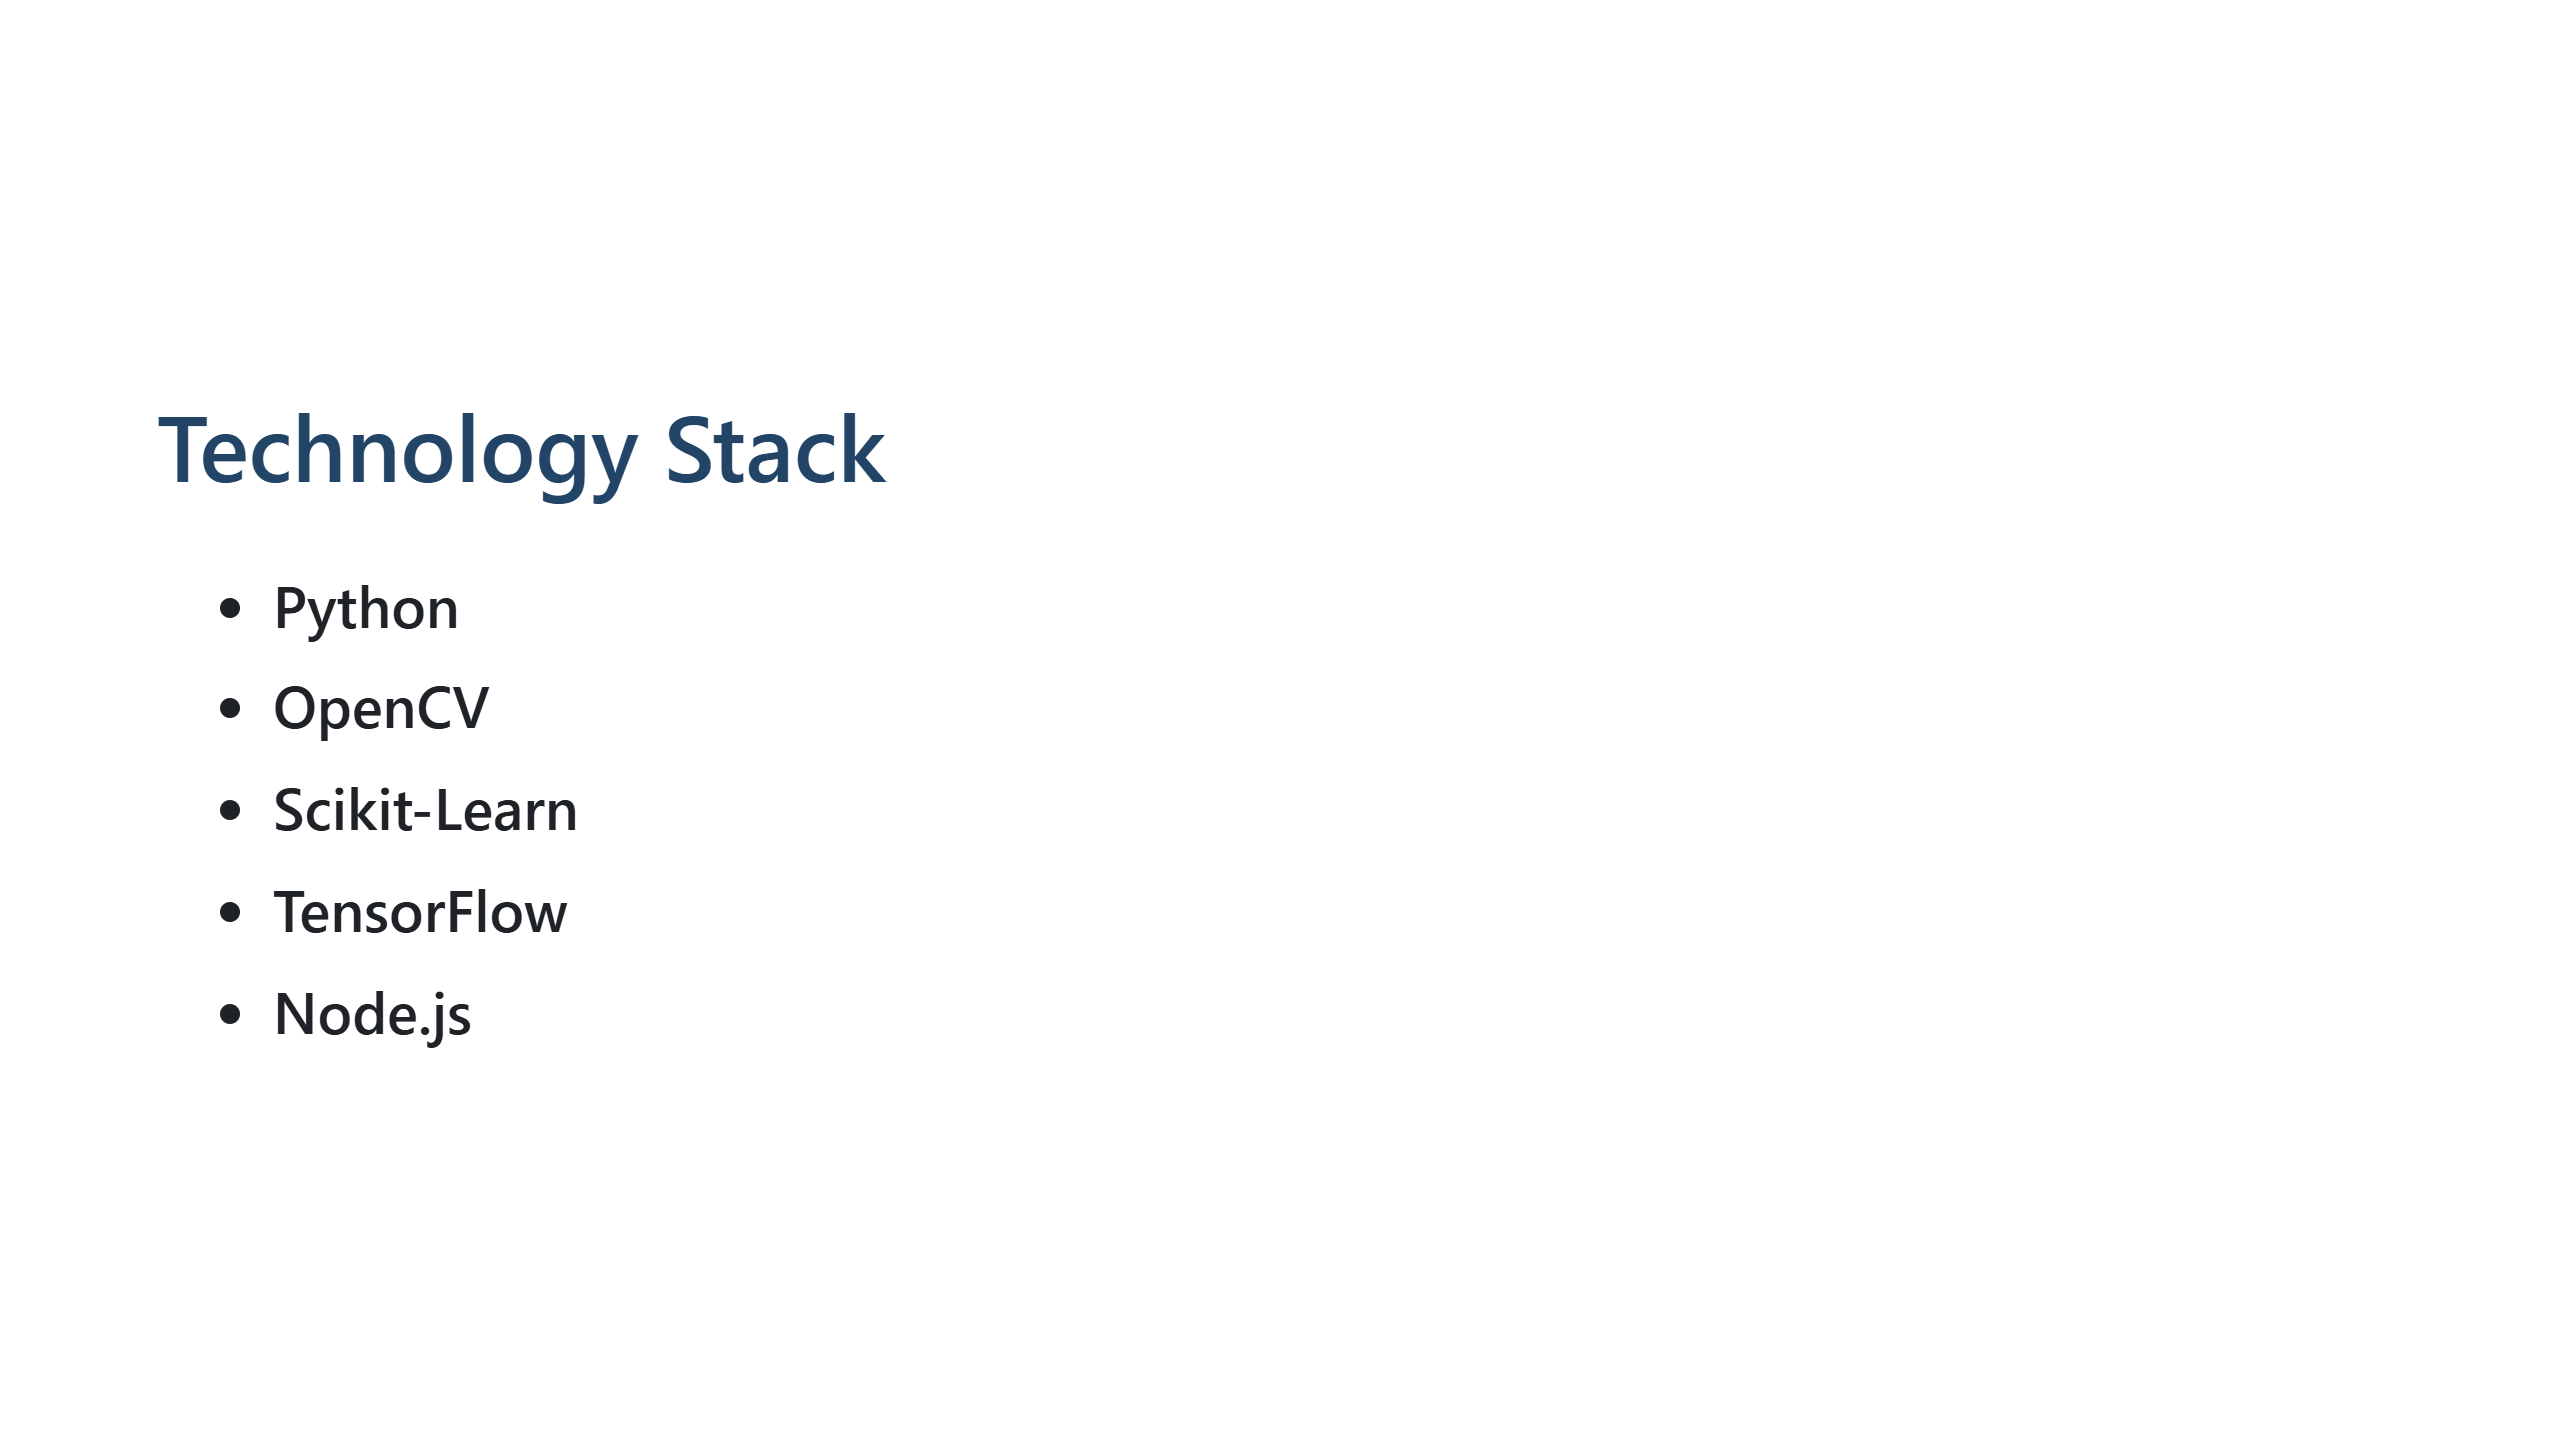 Technology Stack
• Python
• OpenCV
• Scikit-Learn
• TensorFlow
• Node.js